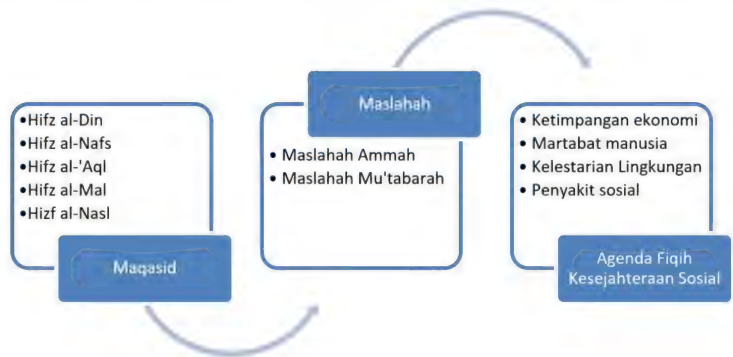 •Hifz al-Din
•Hifz al-Nafs
•Hifz al-'Aql
•Hifz al-Mal
•Hizf al-Nasl
Maqasid
Maslahah
• Maslahah Ammah
• Maslahah Mu'tabarah
• Ketimpangan ekonomi
• Martabat manusia
• Kelestarian Lingkungan
• Penyakit sosial
Agenda Fiqih
Kesejahteraan Sosial